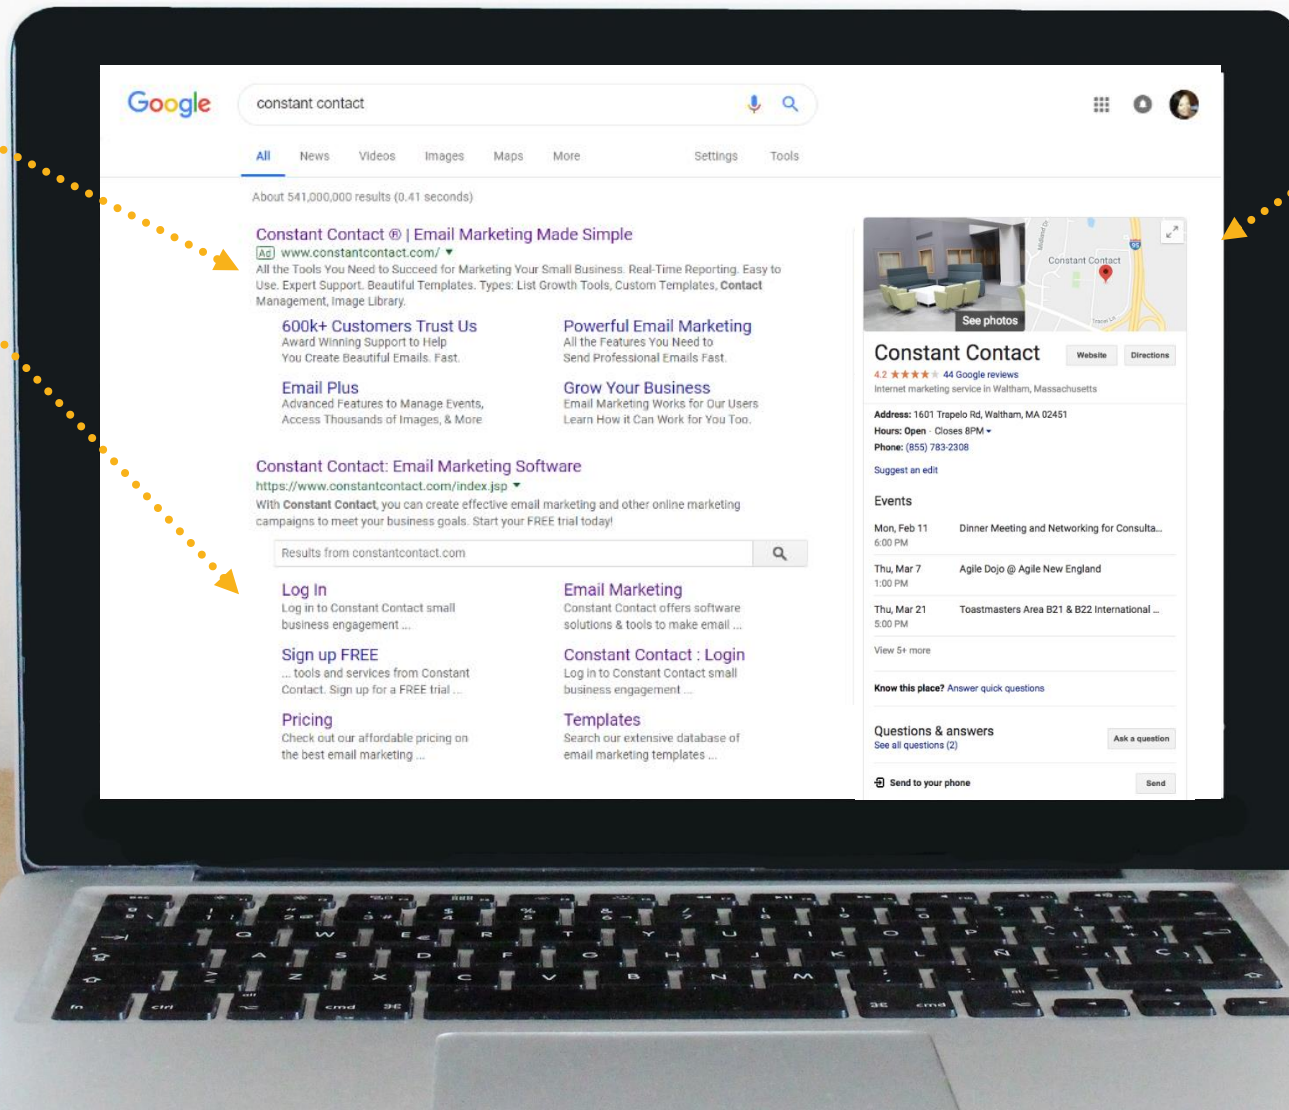 Google
constant contact
All News Videos Images Maps More Settings Tools
About 541,000,000 results (0.41 seconds)
Constant Contact ® | Email Marketing Made Simple
Ad www.constantcontact.com/
All the Tools You Need to Succeed for Marketing Your Small Business. Real-Time Reporting. Easy to
Use. Expert Support. Beautiful Templates. Types: List Growth Tools, Custom Templates, Contact
Management, Image Library.
600k+ Customers Trust Us
Award Winning Support to Help
You Create Beautiful Emails. Fast.
Powerful Email Marketing
All the Features You Need to
Send Professional Emails Fast.
Email Plus
Advanced Features to Manage Events,
Access Thousands of Images, & More
Grow Your Business
Email Marketing Works for Our Users
Learn How it Can Work for You Too.
Constant Contact: Email Marketing Software
https://www.constantcontact.com/index.jsp
With Constant Contact, you can create effective email marketing and other online marketing
campaigns to meet your business goals. Start your FREE trial today!
Results from constantcontact.com
Log In
Log in to Constant Contact small
business engagement ...
Email Marketing
Constant Contact offers software
solutions & tools to make email ...
Sign up FREE
... tools and services from Constant
Contact. Sign up for a FREE trial ...
Constant Contact : Login
Log in to Constant Contact small
business engagement ...
Pricing
Check out our affordable pricing on
the best email marketing ...
Templates
Search our extensive database of
email marketing templates ...
See photos
Constant Contact
95
Constant Contact
Website
Directions
4.2 44 Google reviews
Internet marketing service in Waltham, Massachusetts
Address: 1601 Trapelo Rd, Waltham, MA 02451
Hours: Open · Closes 8PM
Phone: (855) 783-2308
Suggest an edit
Events
Mon, Feb 11 Dinner Meeting and Networking for Consulta...
6:00 PM
Thu, Mar 7 Agile Dojo @ Agile New England
1:00 PM
Thu, Mar 21 Toastmasters Area B21 & B22 International ...
5:00 PM
View 5+ more
Know this place? Answer quick questions
Questions & answers
See all questions (2)
Ask a question
Send to your phone
Send
Q W E R T Y U I O P
A S D F G H J K L Ñ
Z X C V B N M
fn ctrl cmd cmd